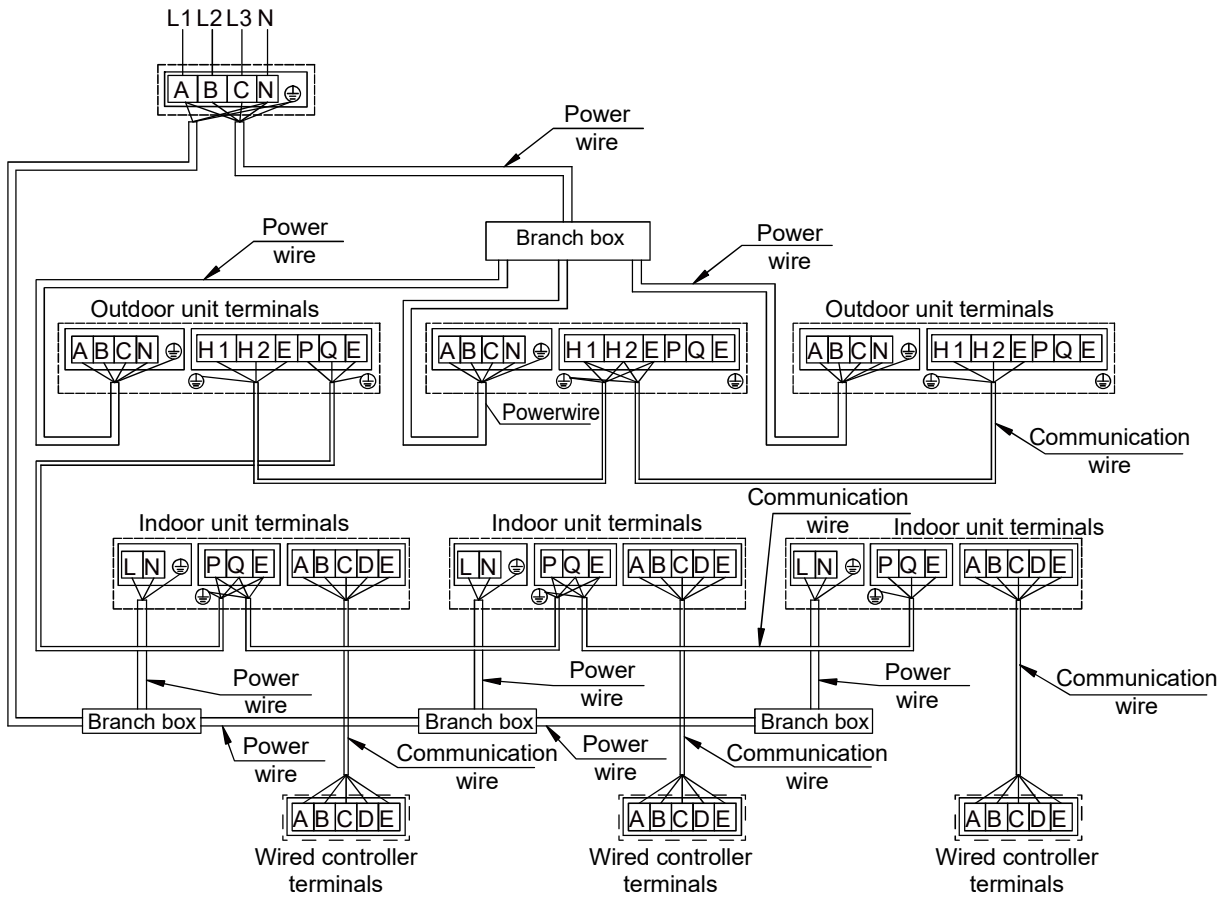 L1 L2 L3 N
A B C N
Power
wire
Branch box
Power
wire
Power
wire
Outdoor unit terminals
Outdoor unit terminals
A B C N H1 H2 E P Q E
A B C N H1 H2 E P Q E
A B C N H1 H2 E P Q E
Powerwire
Communication
wire
Communication
wire
Indoor unit terminals
Indoor unit terminals
Indoor unit terminals
L N P Q E A B C D E
L N P Q E A B C D E
L N P Q E A B C D E
Power
wire
Power
wire
Power
wire
Communication
wire
Branch box
Branch box
Branch box
Power
wire
Communication
wire
Power
wire
Communication
wire
A B C D E
A B C D E
A B C D E
Wired controller
terminals
Wired controller
terminals
Wired controller
terminals